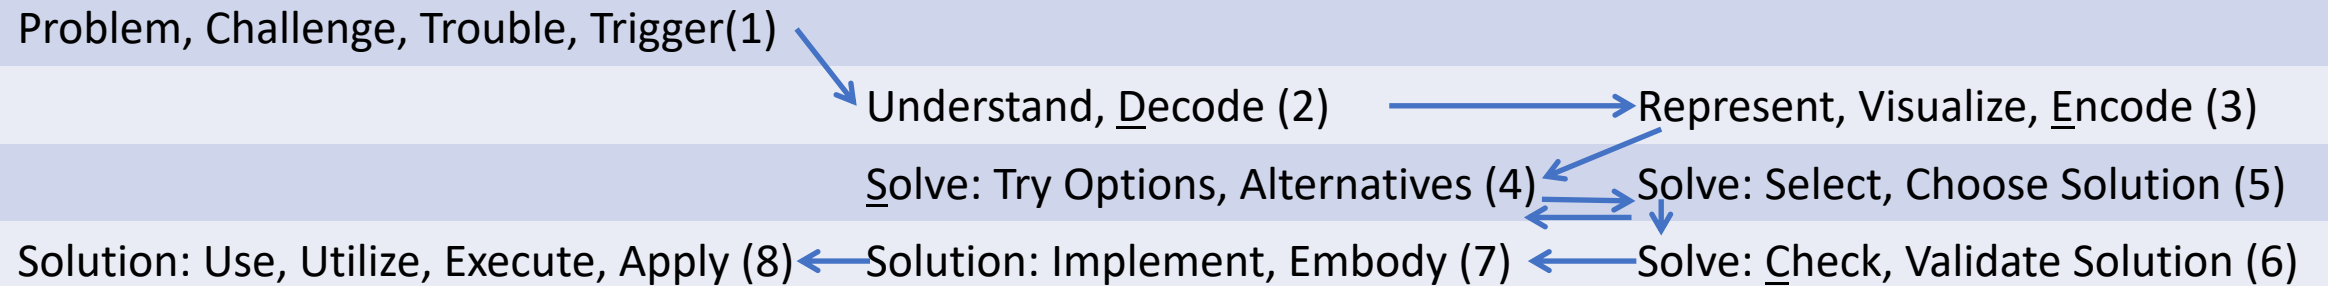 Problem, Challenge, Trouble, Trigger(1)
Understand, Decode (2) Represent, Visualize, Encode (3)
Solve: Try Options, Alternatives (4) Solve: Select, Choose Solution (5)
Solution: Use, Utilize, Execute, Apply (8) Solution: Implement, Embody (7) Solve: Check, Validate Solution (6)